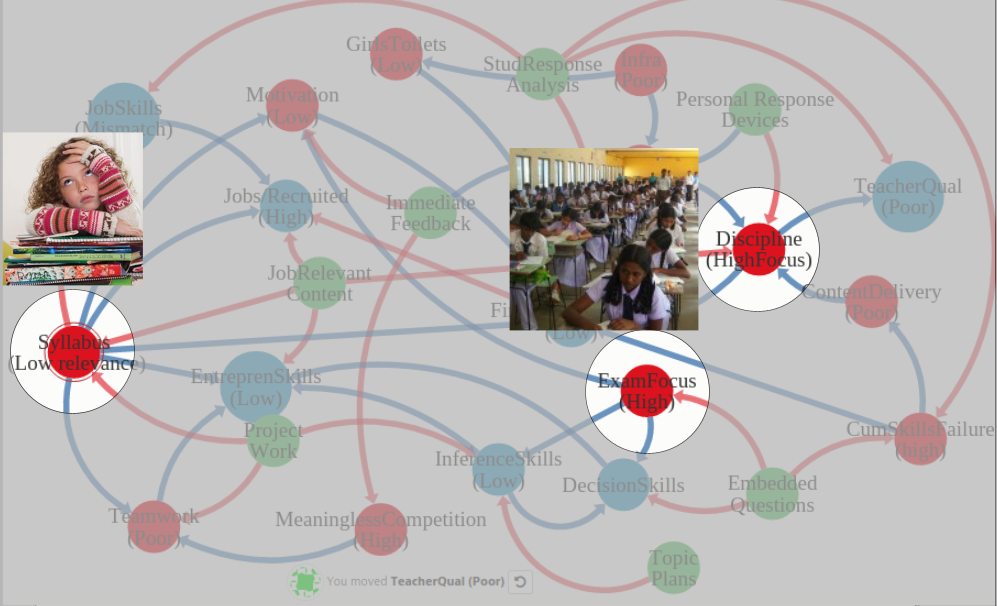 GirlsToilets
(Low)
StudResponse
Analysis
Infra
(Poor)
Personal Response
Devices
JobSkills
(Mismatch)
Motivation
(Low)
TeacherQual
(Poor)
Jobs/Recruited
(High)
Immediate
Feedback
Discipline
(HighFocus)
JobRelevant
Content
ContentDelivery
(Poor)
Fi
(Low)
Syllabus
(Low relevance)
EntreprenSkills
(Low)
ExamFocus
(High)
Project
Work
CumSkillsFailure
(high)
InferenceSkills
(Low)
DecisionSkills
Embedded
Questions
Teamwork
(Poor)
MeaninglessCompetition
(High)
Topic
Plans
You moved TeacherQual (Poor)